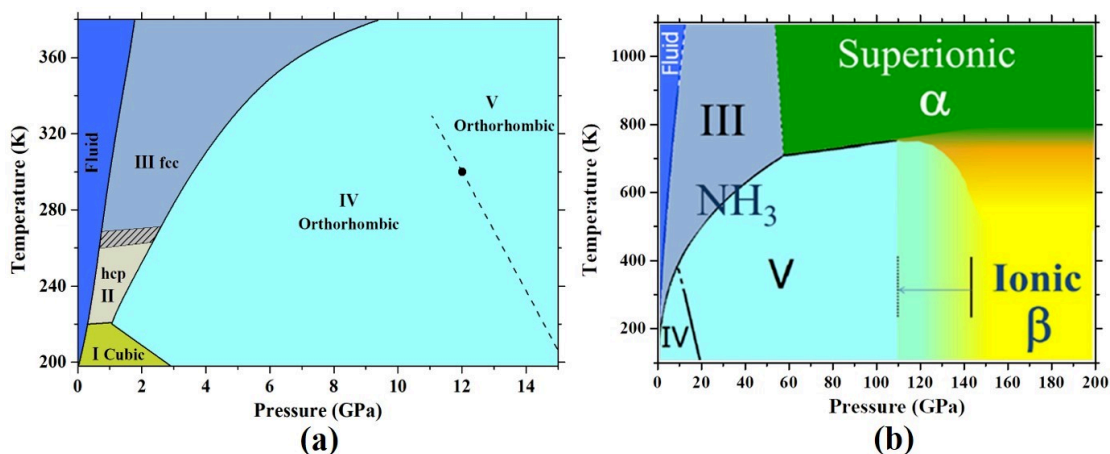 360
320
280
240
200
0
2
4
6
8
10
12
14
Temperature (K)
Pressure (GPa)
Fluid
III fcc
hcp
II
I Cubic
IV
Orthorhombic
V
Orthorhombic
(a)
1000
800
600
400
200
0
20
40
60
80
100
120
140
160
180
200
Temperature (K)
Pressure (GPa)
Fluid
III
Superionic
α
NH3
V
IV
Ionic
β
(b)